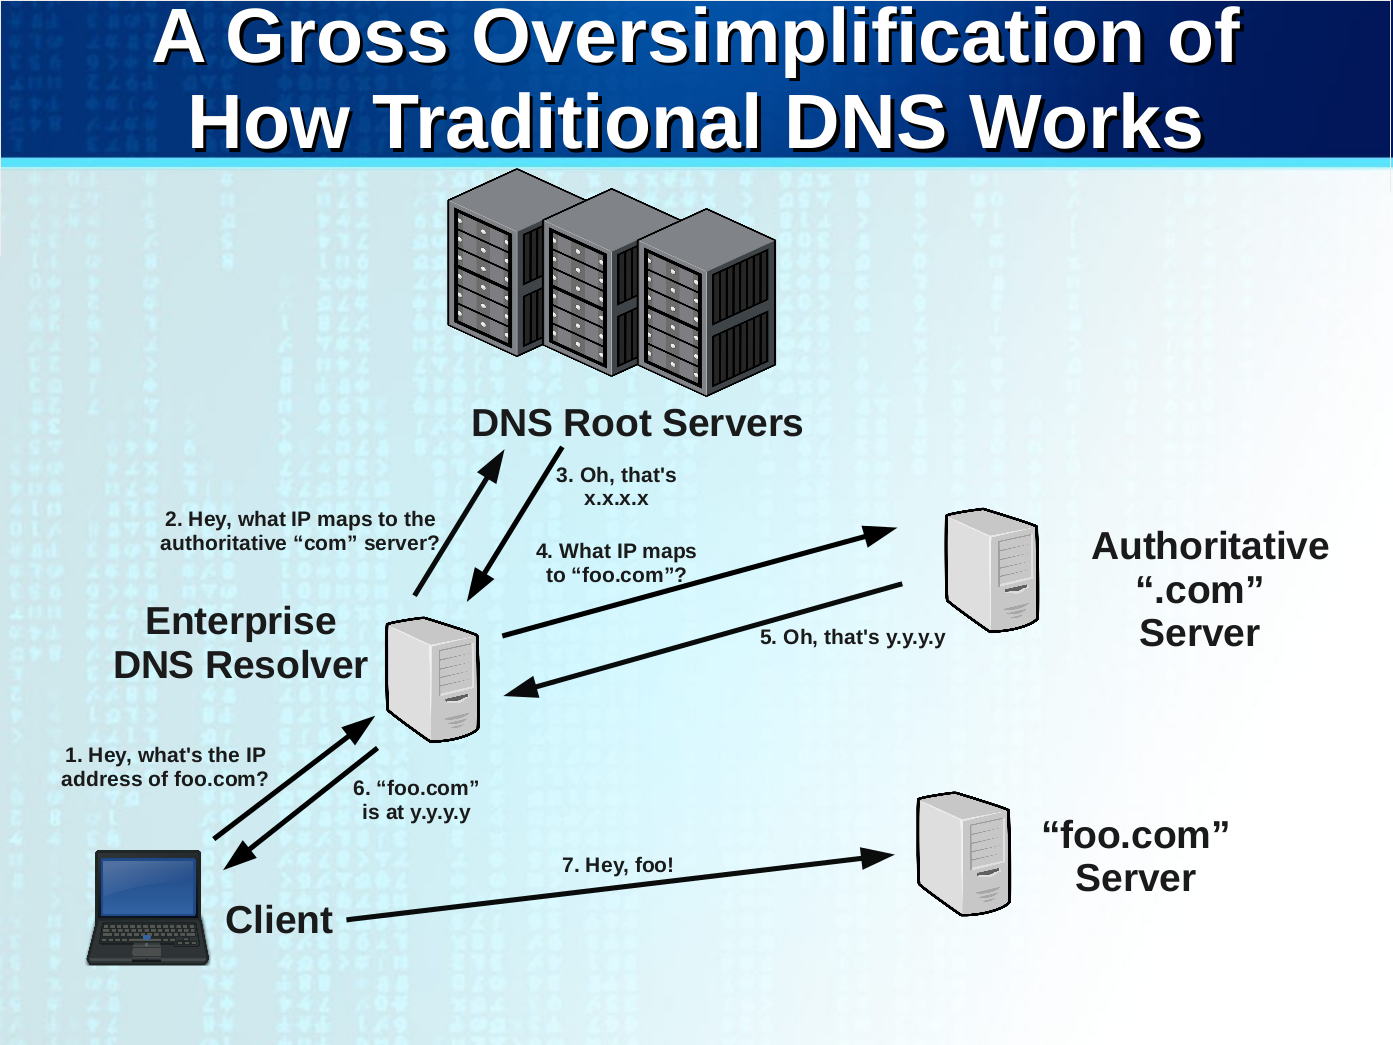 A Gross Oversimplification of
How Traditional DNS Works
DNS Root Servers
3. Oh, that's
x.x.x.x
2. Hey, what IP maps to the
authoritative “com” server?
4. What IP maps
to “foo.com”?
Authoritative
“.com”
Server
5. Oh, that's y.y.y.y
Enterprise
DNS Resolver
1. Hey, what's the IP
address of foo.com?
6. “foo.com”
is at y.y.y.y
7. Hey, foo!
“foo.com”
Server
Client